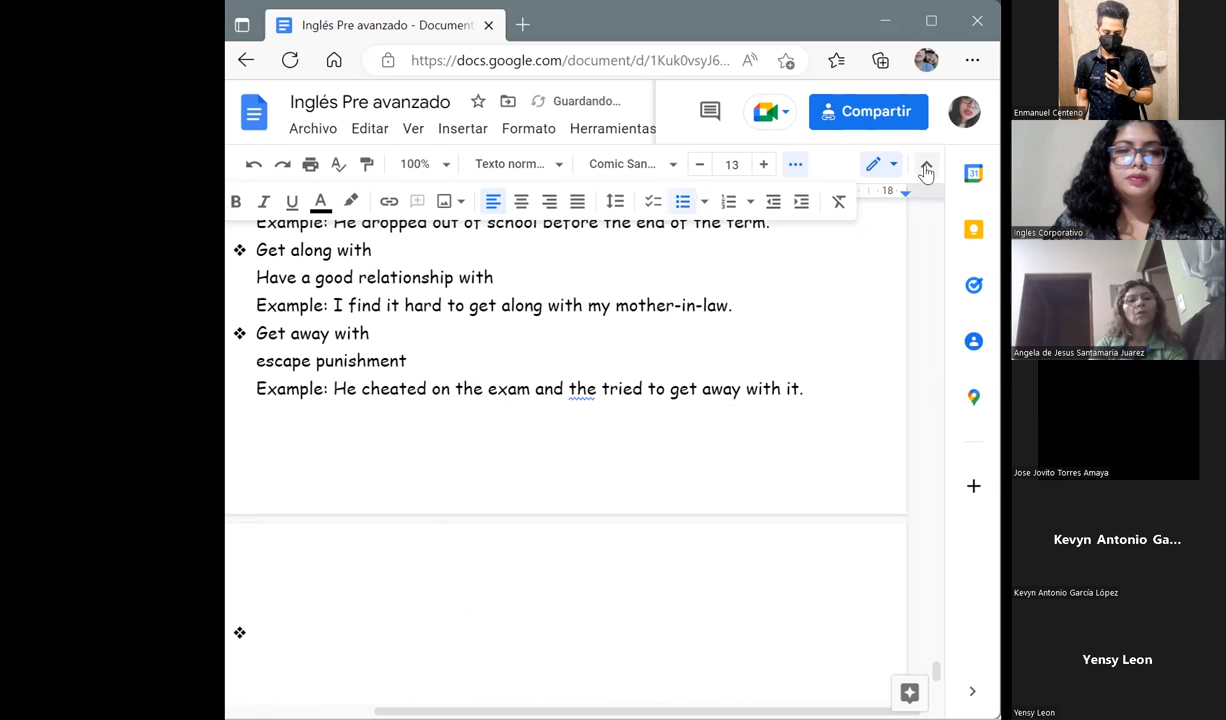 Inglés Pre avanzado - Document
https://docs.google.com/document/d/1Kuk0vsyJ6...
Inglés Pre avanzado
Guardando...
Compartir
Archivo Editar Ver Insertar Formato Herramientas
100% Texto norm... Comic San... 13
18
Example: He dropped out of school before the end of the term.
❖ Get along with
Have a good relationship with
Example: I find it hard to get along with my mother-in-law.
❖ Get away with
escape punishment
Example: He cheated on the exam and the tried to get away with it.
❖
Enmanuel Centeno
Ingles Corporativo
Angela de Jesus Santamaria Juarez
Jose Jovito Torres Amaya
Kevyn Antonio Ga...
Kevyn Antonio García López
Yensy Leon
Yensy Leon